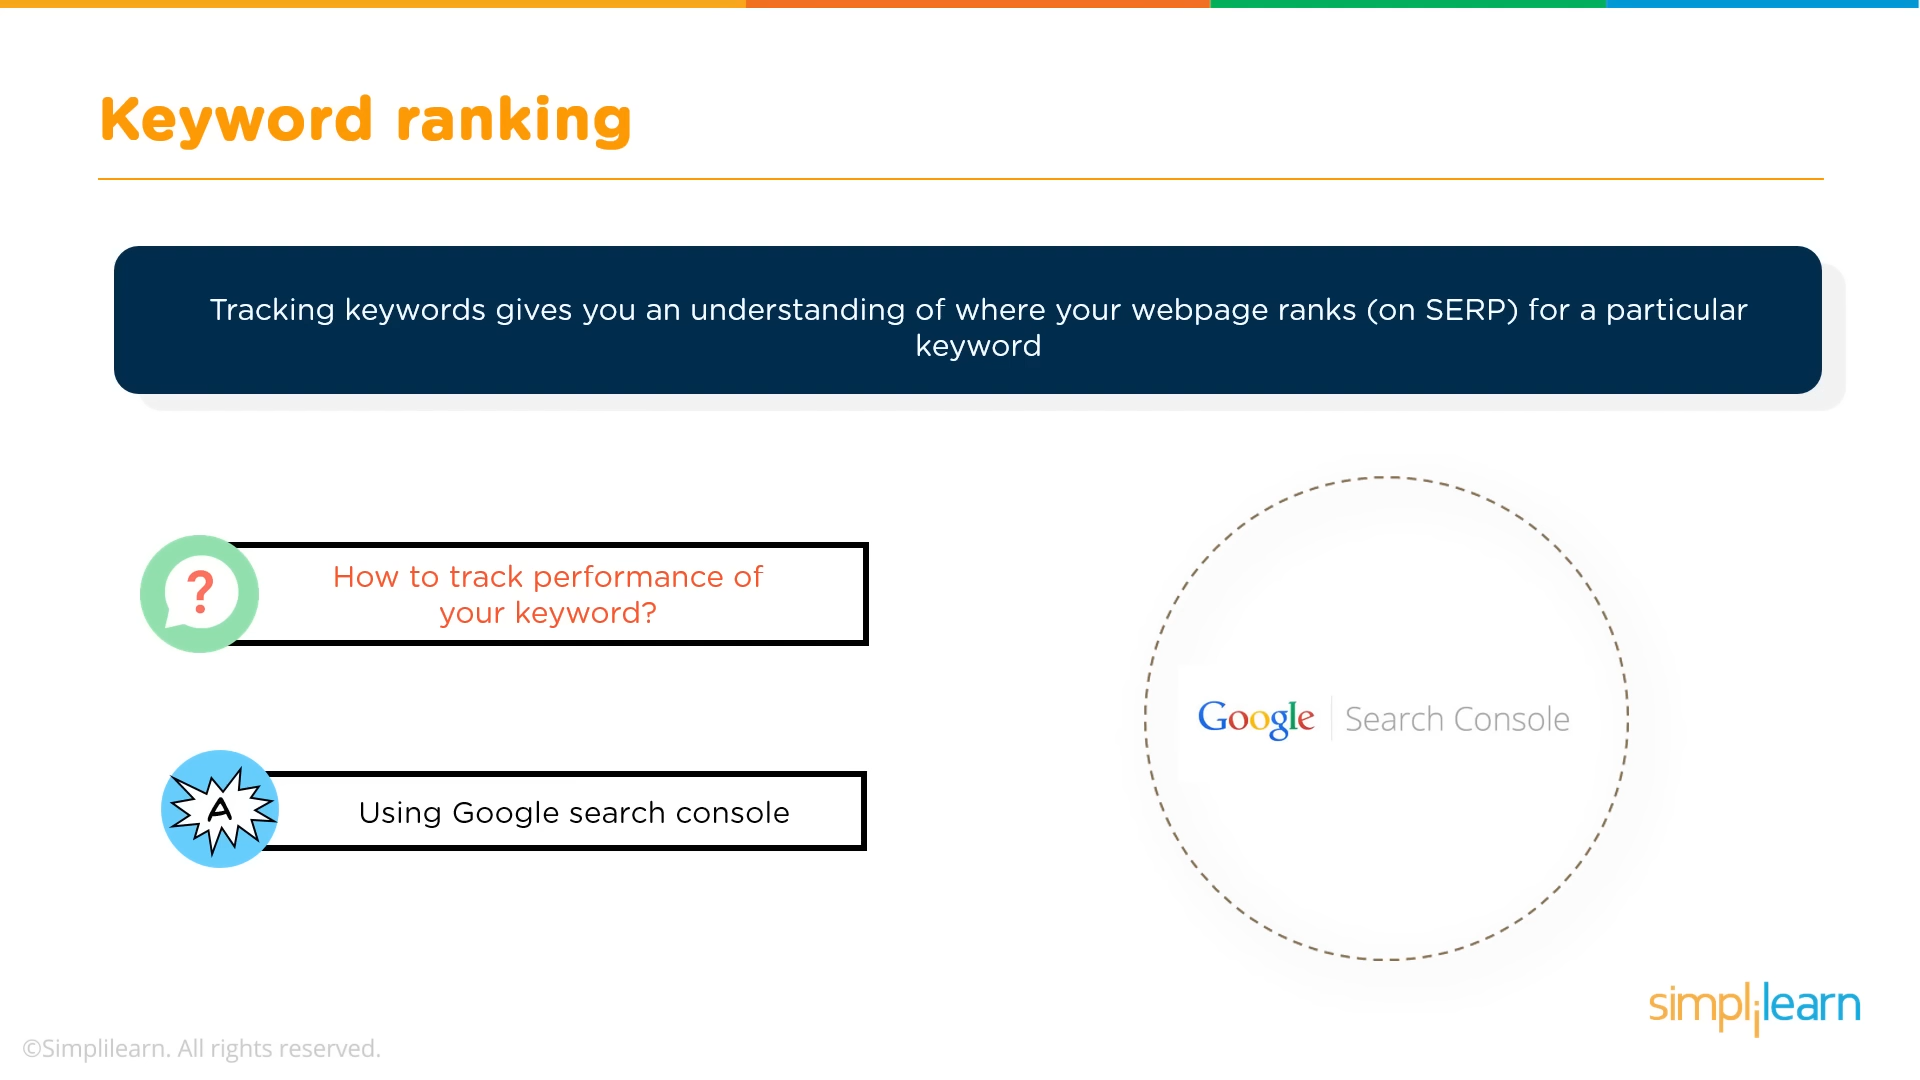 Keyword ranking
Tracking keywords gives you an understanding of where your webpage ranks (on SERP) for a particular
keyword
?
How to track performance of
your keyword?
A
Using Google search console
Google | Search Console
simplilearn
©Simplilearn. All rights reserved.